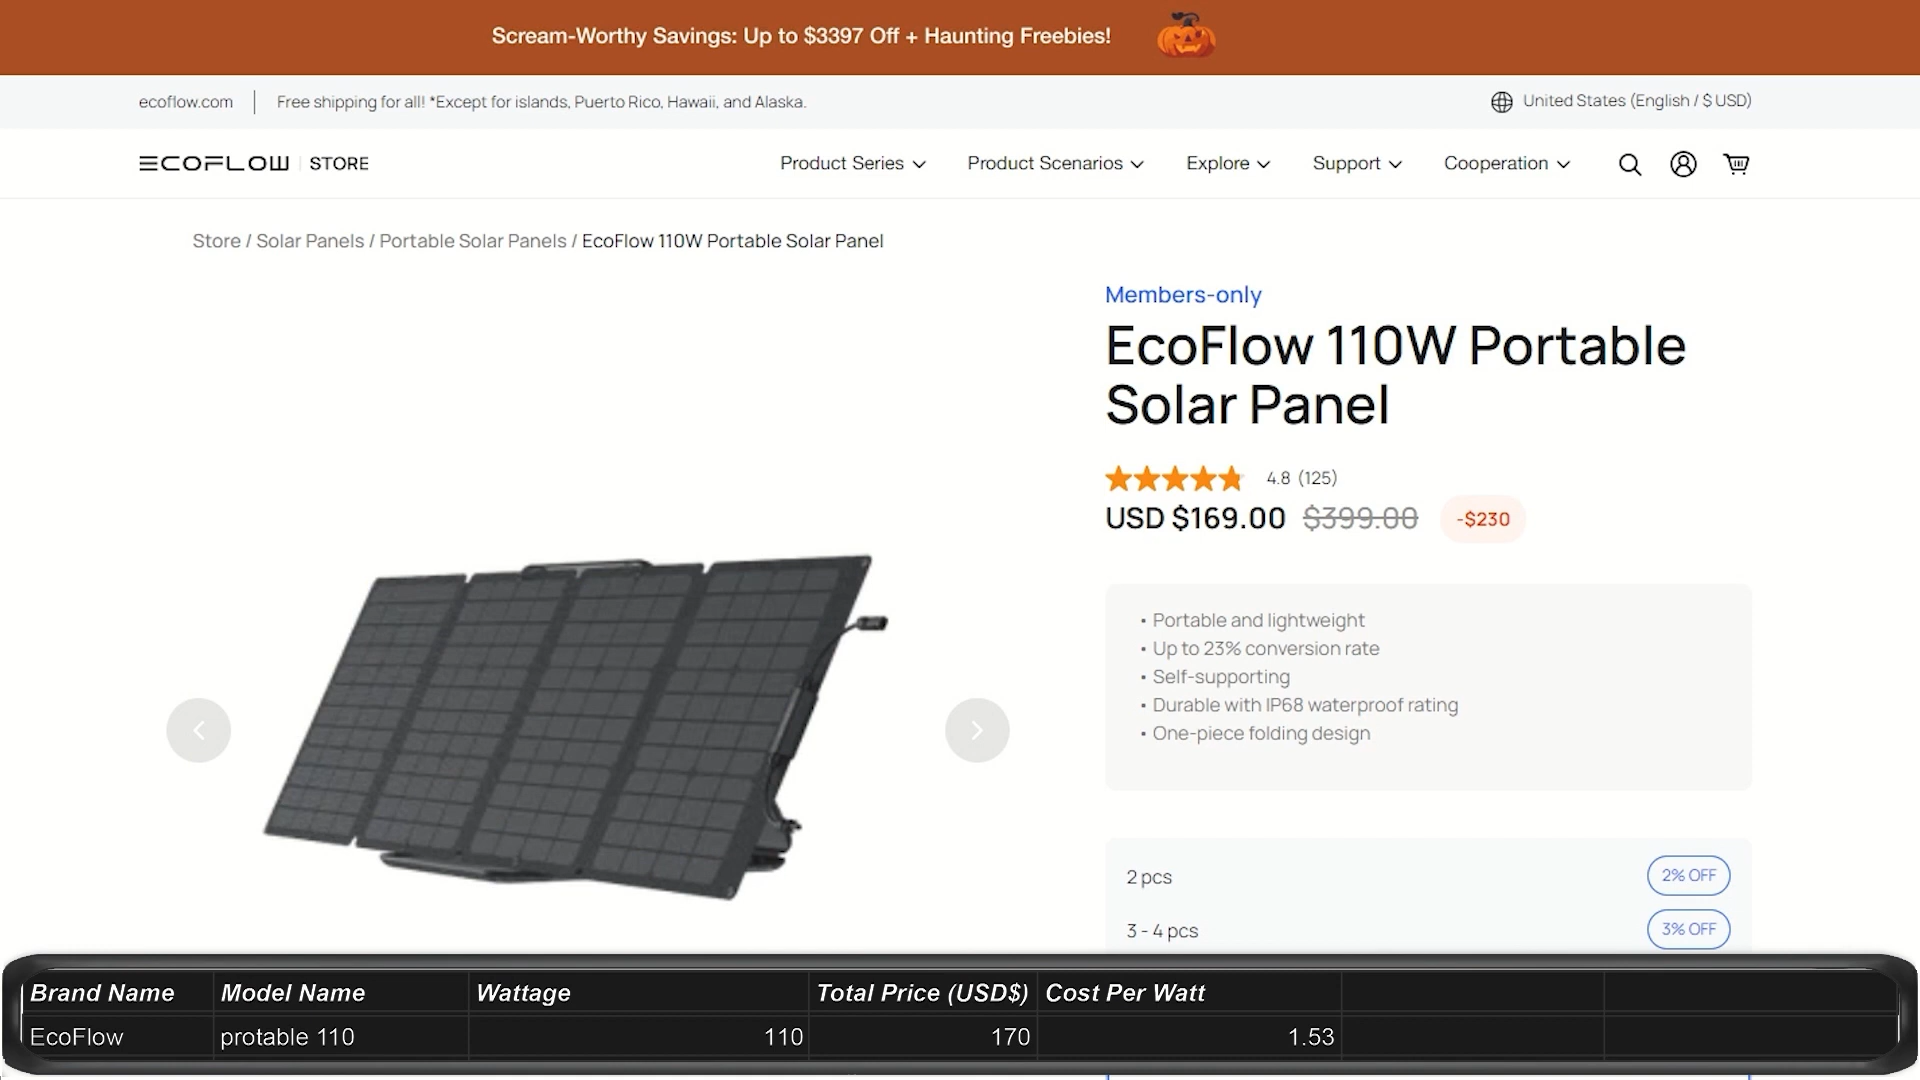 Scream-Worthy Savings: Up to $3397 Off + Haunting Freebies!
ecoflow.com Free shipping for all! *Except for islands, Puerto Rico, Hawaii, and Alaska. United States (English / $ USD)
ECOFLOW STORE Product Series Product Scenarios Explore Support Cooperation
Store / Solar Panels / Portable Solar Panels / EcoFlow 110W Portable Solar Panel
Members-only
EcoFlow 110W Portable
Solar Panel
4.8 (125)
USD $169.00 $399.00 -$230
• Portable and lightweight
• Up to 23% conversion rate
• Self-supporting
• Durable with IP68 waterproof rating
• One-piece folding design
2 pcs 2% OFF
3 - 4 pcs 3% OFF
Brand Name Model Name Wattage Total Price (USD$) Cost Per Watt
EcoFlow protable 110 110 170 1.53